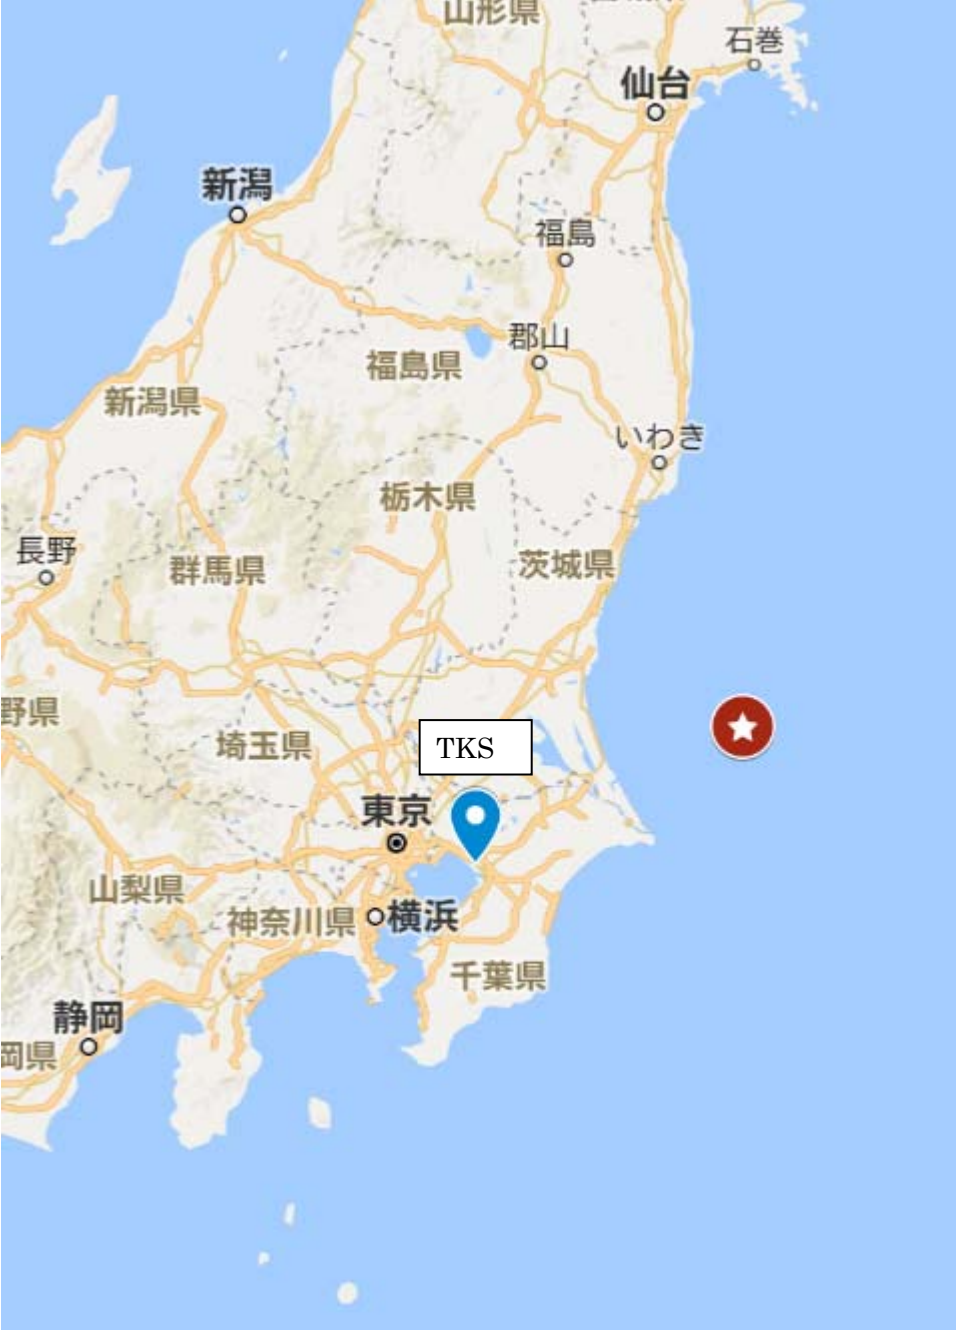 山形県
石巻
仙台
新潟
福島
郡山
福島県
新潟県
いわき
栃木県
長野
群馬県
茨城県
野県
埼玉県
TKS
東京
山梨県
神奈川県
横浜
千葉県
静岡
岡県